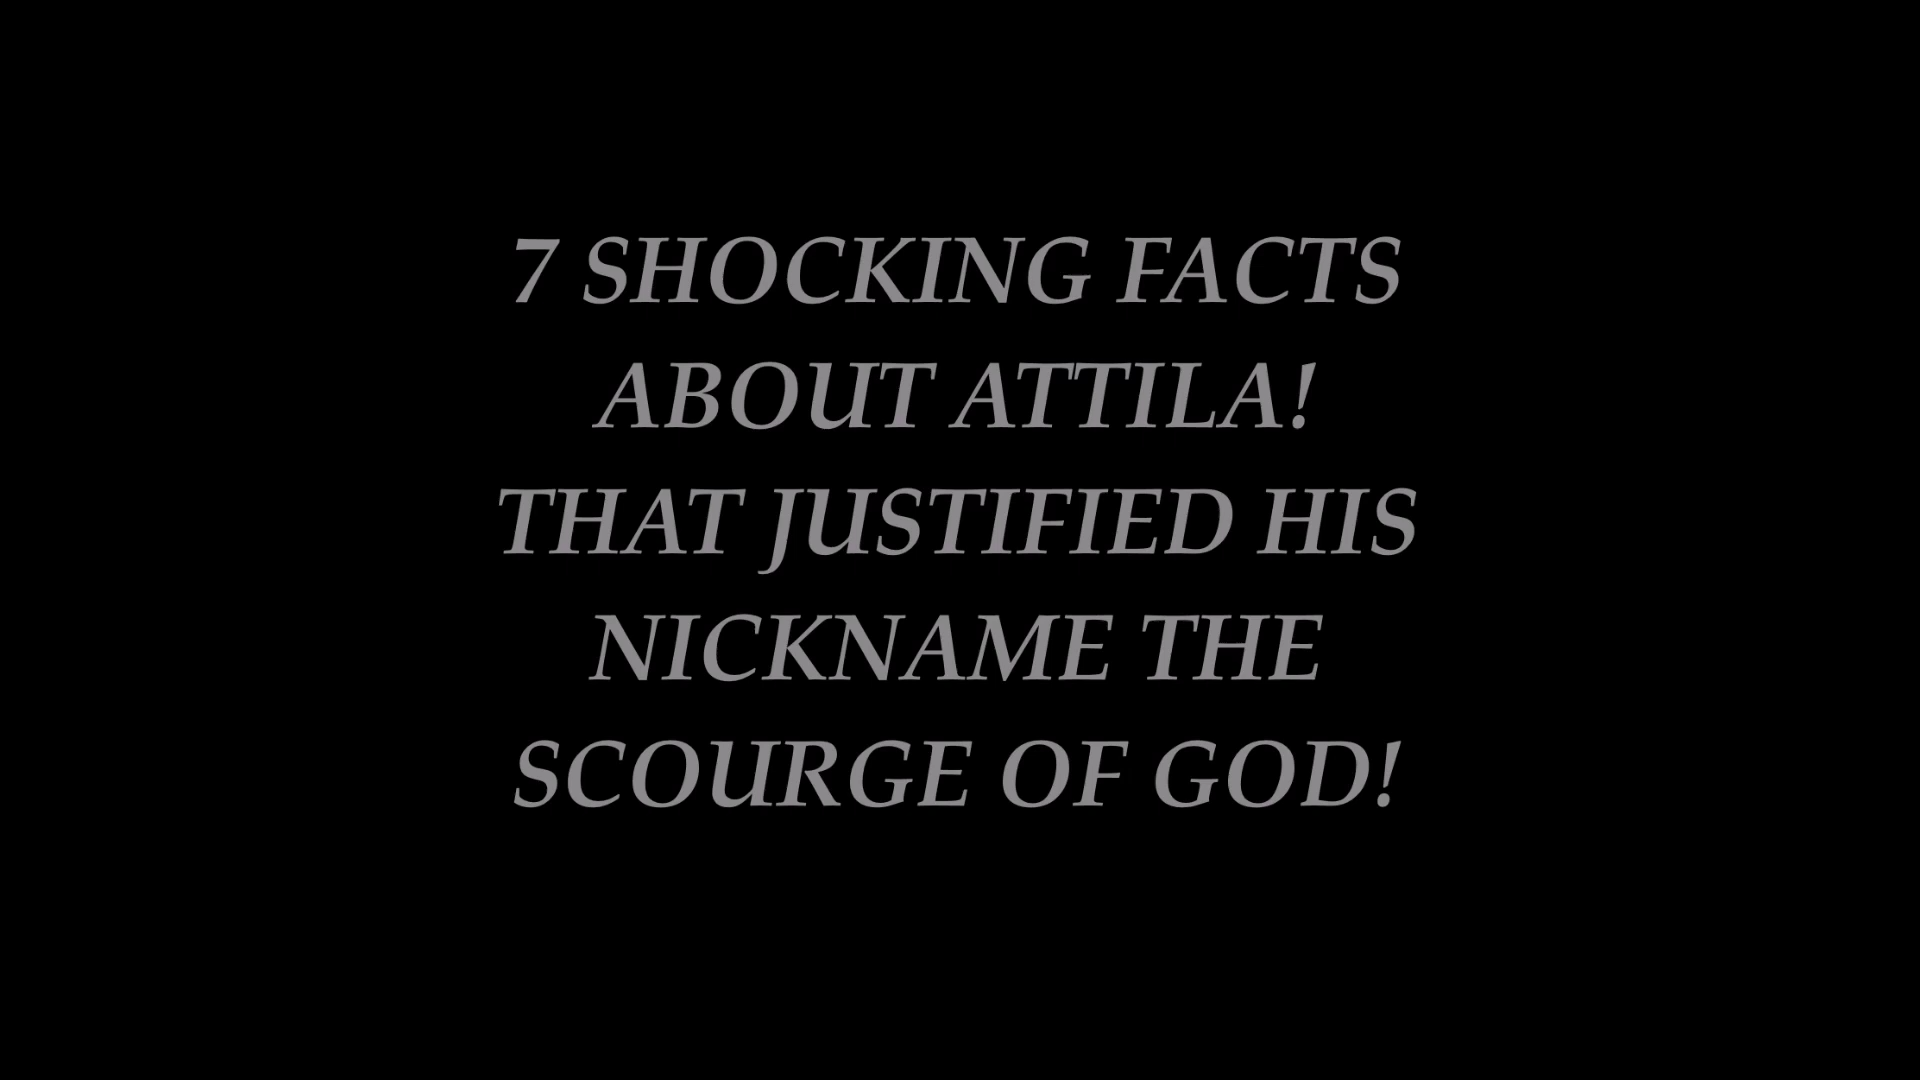 7 SHOCKING FACTS
ABOUT ATTILA!
THAT JUSTIFIED HIS
NICKNAME THE
SCOURGE OF GOD!